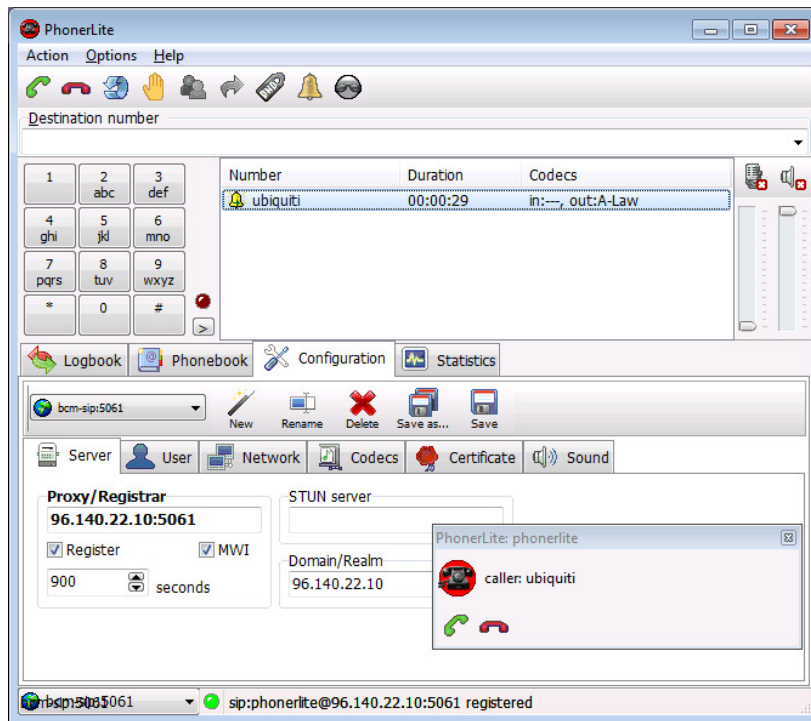 PhonerLite
Action Options Help
DND
Destination number
1 2 3
abc def
4 5 6
ghi jkl mno
7 8 9
pqrs tuv wxyz
* 0 #
>
Number Duration Codecs
ubiquiti 00:00:29 in:---, out:A-Law
Logbook Phonebook Configuration Statistics
bcm-sip:5061 New Rename Delete Save as... Save
Server User Network Codecs Certificate Sound
Proxy/Registrar
96.140.22.10:5061
Register MWI
900 seconds
STUN server
Domain/Realm
96.140.22.10
PhonerLite: phonerlite
caller: ubiquiti
sip:phonerlite@96.140.22.10:5061 registered